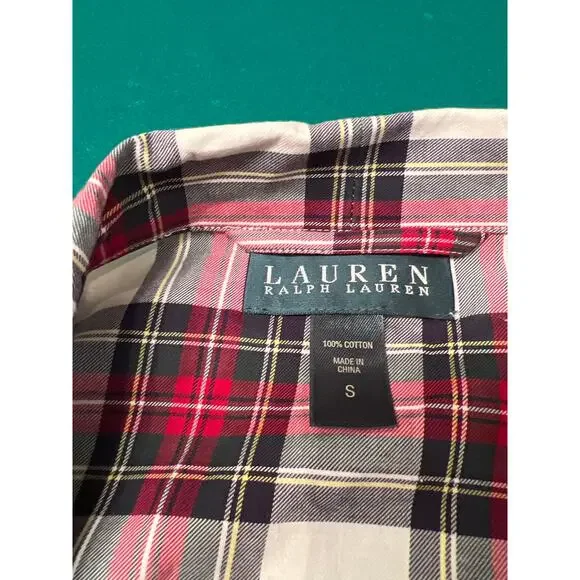 LAUREN
RALPH LAUREN
100% COTTON
MADE IN
CHINA
S